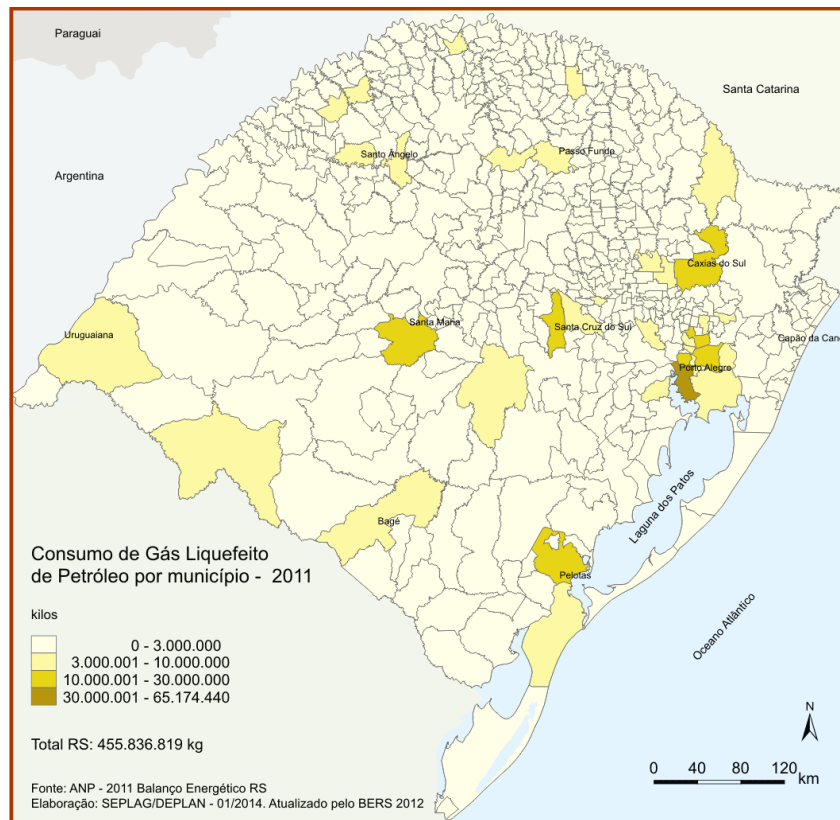 Paraguai
Santa Catarina
Santo Ângelo
Passo Fundo
Argentina
Caxias do Sul
Santa Maria
Santa Cruz do Sul
Uruguaiana
Capão da Cano
Porto Alegre
Laguna dos Patos
Bagé
Pelotas
Oceano Atlântico
Consumo de Gás Liquefeito
de Petróleo por município - 2011
kilos
0 - 3.000.000
3.000.001 - 10.000.000
10.000.001 - 30.000.000
30.000.001 - 65.174.440
Total RS: 455.836.819 kg
N
0 40 80 120
km
Fonte: ANP - 2011 Balanço Energético RS
Elaboração: SEPLAG/DEPLAN - 01/2014. Atualizado pelo BERS 2012